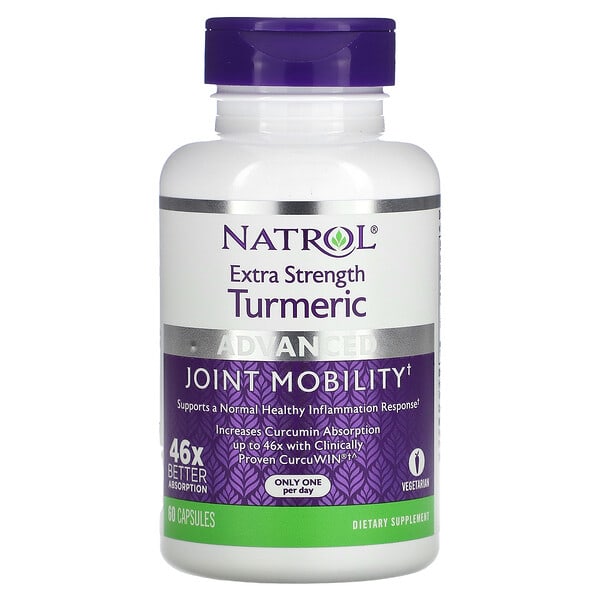 NATROL®
Extra Strength
Turmeric
ADVANCED
JOINT MOBILITY†
Supports a Normal Healthy Inflammation Response†
Increases Curcumin Absorption
up to 46x with Clinically
Proven CurcuWIN®†^
46x
BETTER
ABSORPTION
ONLY ONE
per day
VEGETARIAN
60 CAPSULES
DIETARY SUPPLEMENT